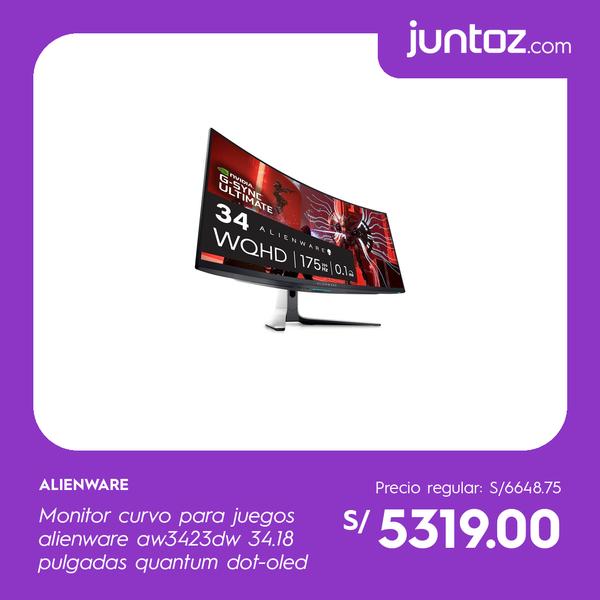 juntoz.com
NVIDIA
G-SYNC
ULTIMATE
34 ALIENWARE
WQHD | 175 | 0.1
ALIENWARE
Precio regular: S/6648.75
Monitor curvo para juegos
alienware aw3423dw 34.18
pulgadas quantum dot-oled
S/ 5319.00